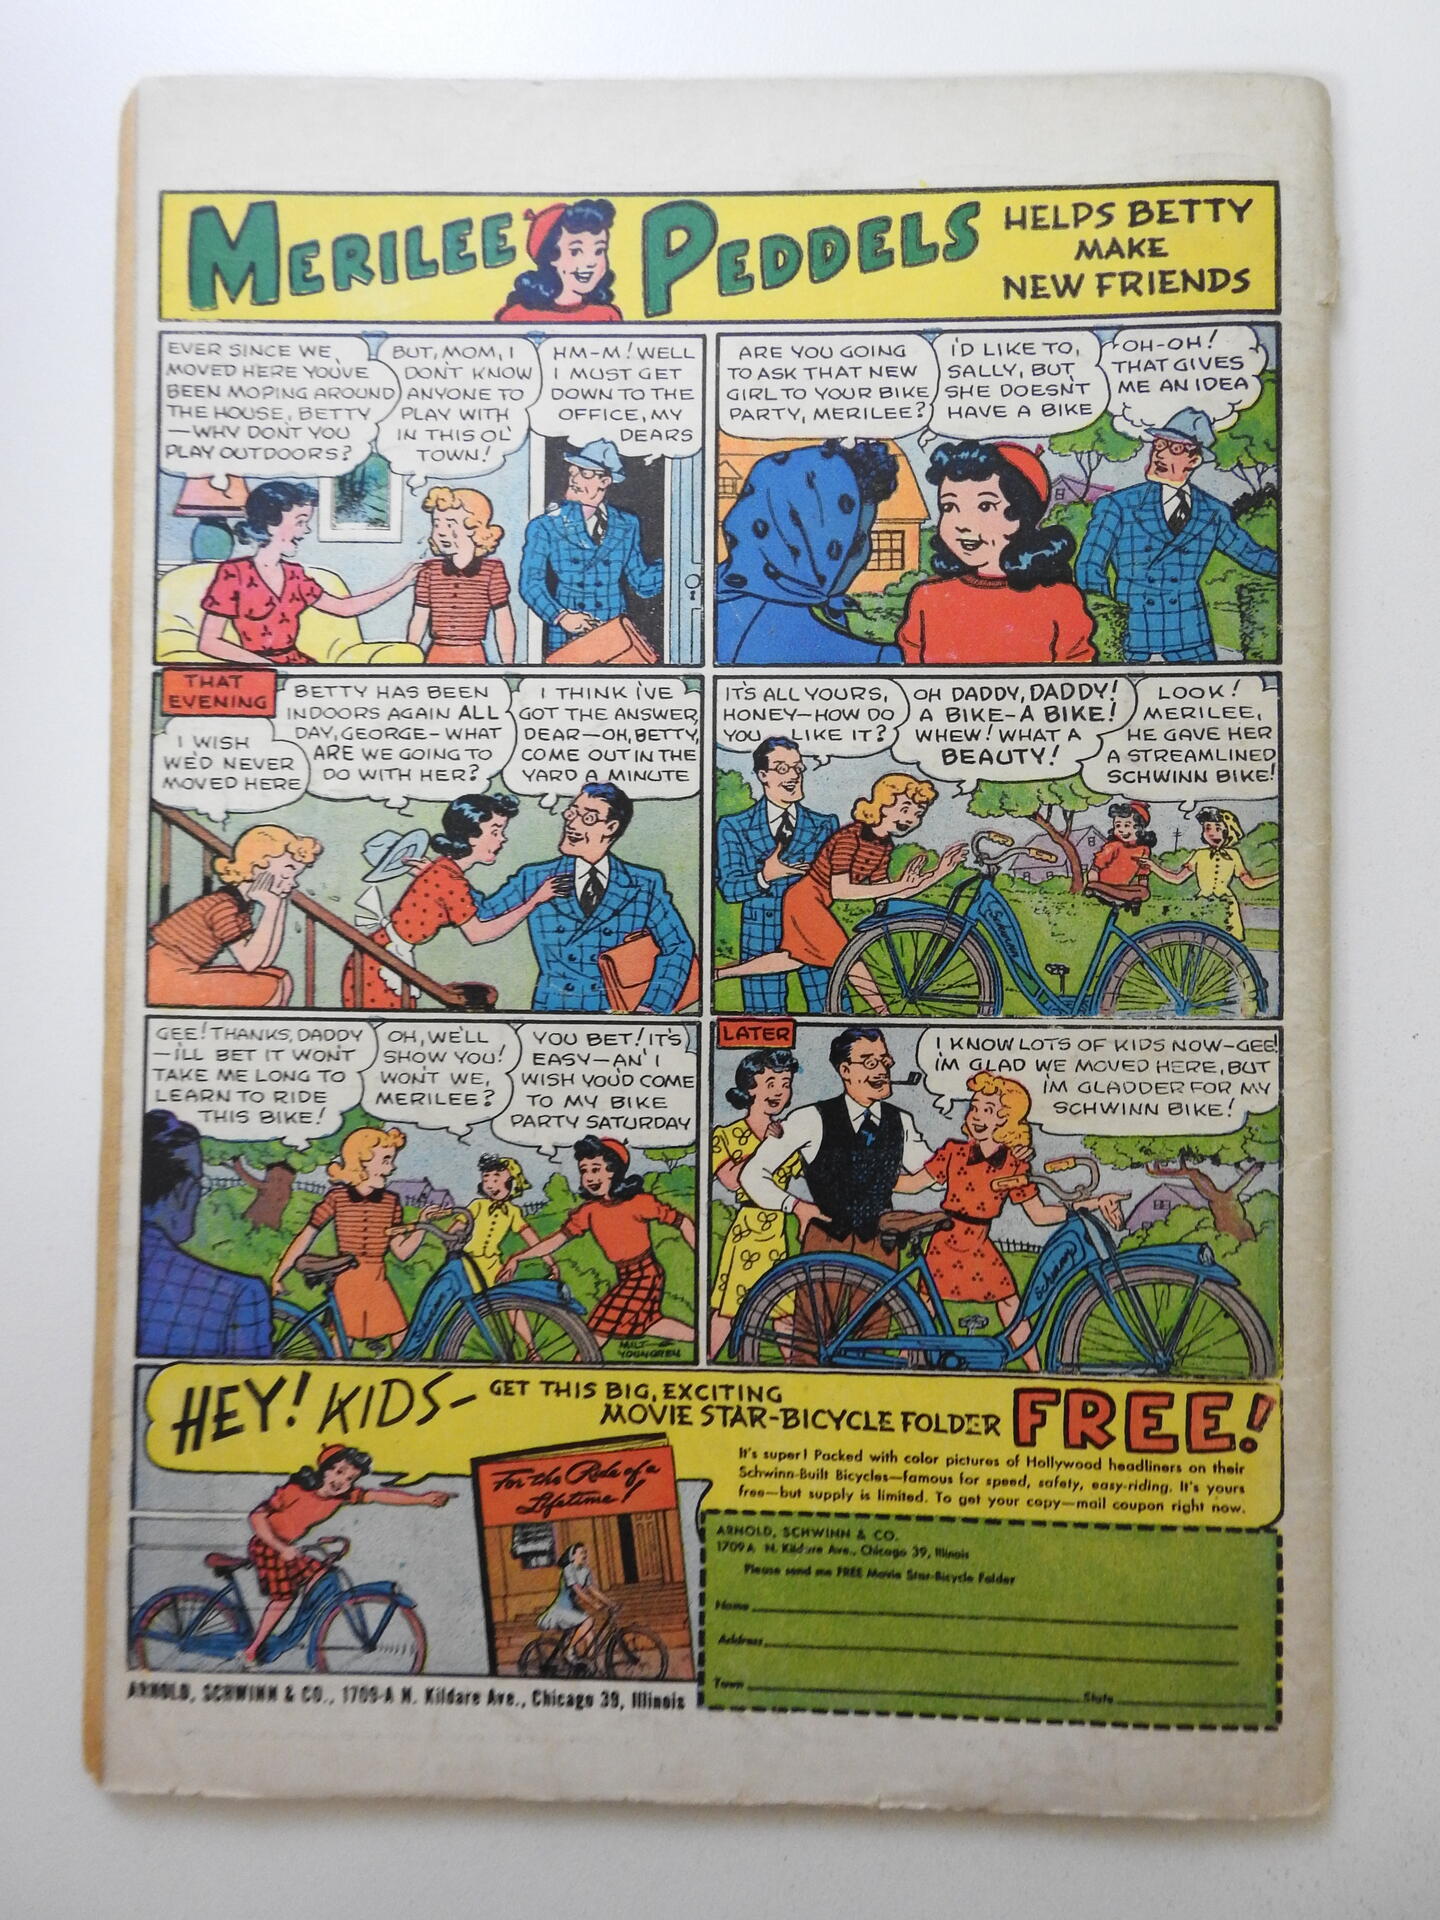 MERILEE PEDDELS
HELPS BETTY
MAKE
NEW FRIENDS
EVER SINCE WE
MOVED HERE YOU'VE
BEEN MOPING AROUND
THE HOUSE, BETTY
—WHY DON'T YOU
PLAY OUTDOORS?
BUT, MOM, I
DON'T KNOW
ANYONE TO
PLAY WITH
IN THIS OL'
TOWN!
HM-M! WELL
I MUST GET
DOWN TO THE
OFFICE, MY
DEARS
ARE YOU GOING
TO ASK THAT NEW
GIRL TO YOUR BIKE
PARTY, MERILEE?
I'D LIKE TO,
SALLY, BUT
SHE DOESN'T
HAVE A BIKE
OH-OH!
THAT GIVES
ME AN IDEA
THAT
EVENING
I WISH
WE'D NEVER
MOVED HERE
BETTY HAS BEEN
INDOORS AGAIN ALL
DAY, GEORGE-WHAT
ARE WE GOING TO
DO WITH HER?
I THINK I'VE
GOT THE ANSWER,
DEAR—OH, BETTY,
COME OUT IN THE
YARD A MINUTE
IT'S ALL YOURS,
HONEY—HOW DO
YOU LIKE IT?
OH DADDY, DADDY!
A BIKE-A BIKE!
WHEW! WHAT A
BEAUTY!
LOOK!
MERILEE,
HE GAVE HER
A STREAMLINED
SCHWINN BIKE!
Schwinn
GEE! THANKS, DADDY
—I'LL BET IT WON'T
TAKE ME LONG TO
LEARN TO RIDE
THIS BIKE!
OH, WE'LL
SHOW YOU!
WON'T WE,
MERILEE?
YOU BET! IT'S
EASY—AN' I
WISH YOU'D COME
TO MY BIKE
PARTY SATURDAY
Schwinn
MILT
YOUNGREN
LATER
I KNOW LOTS OF KIDS NOW-GEE!
I'M GLAD WE MOVED HERE, BUT
I'M GLADDER FOR MY
SCHWINN BIKE!
Schwinn
HEY! KIDS-
GET THIS BIG, EXCITING
MOVIE STAR-BICYCLE FOLDER
FREE!
It's super! Packed with color pictures of Hollywood headliners on their
Schwinn-Built Bicycles—famous for speed, safety, easy-riding. It's yours
free—but supply is limited. To get your copy—mail coupon right now.
For the Ride of a
Lifetime!
ARNOLD, SCHWINN & CO.
1709A N. Kildare Ave., Chicago 39, Illinois
Please send me FREE Movie Star-Bicycle Folder
Name
Address
Town State
ARNOLD, SCHWINN & CO., 1709-A N. Kildare Ave., Chicago 39, Illinois